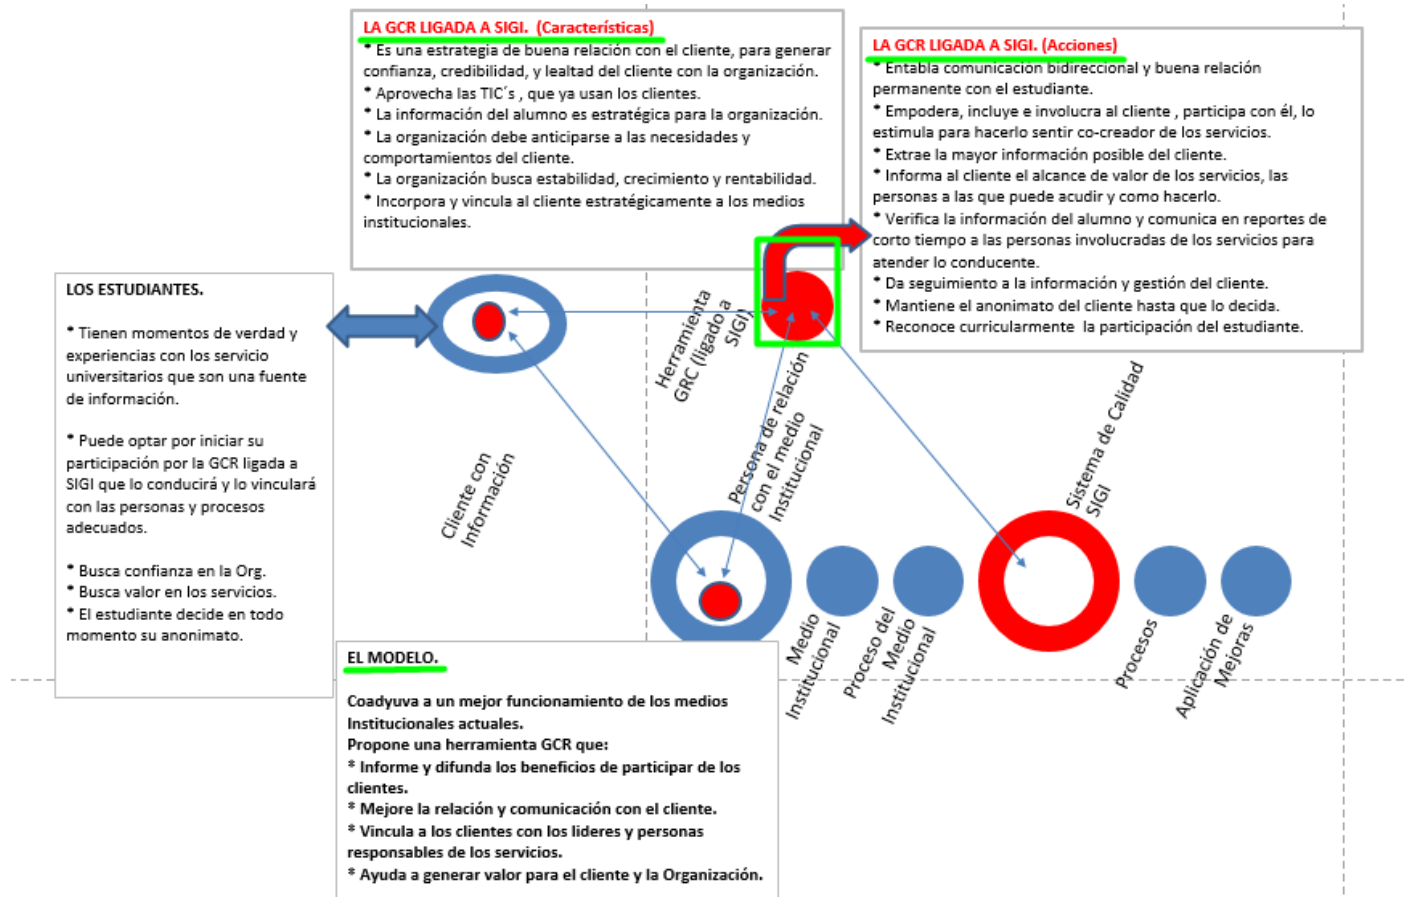 LA GCR LIGADA A SIGI. (Características)
* Es una estrategia de buena relación con el cliente, para generar
confianza, credibilidad, y lealtad del cliente con la organización.
* Aprovecha las TIC´s , que ya usan los clientes.
* La información del alumno es estratégica para la organización.
* La organización debe anticiparse a las necesidades y
comportamientos del cliente.
* La organización busca estabilidad, crecimiento y rentabilidad.
* Incorpora y vincula al cliente estratégicamente a los medios
institucionales.
LA GCR LIGADA A SIGI. (Acciones)
* Entabla comunicación bidireccional y buena relación
permanente con el estudiante.
* Empodera, incluye e involucra al cliente , participa con él, lo
estimula para hacerlo sentir co-creador de los servicios.
* Extrae la mayor información posible del cliente.
* Informa al cliente el alcance de valor de los servicios, las
personas a las que puede acudir y como hacerlo.
* Verifica la información del alumno y comunica en reportes de
corto tiempo a las personas involucradas de los servicios para
atender lo conducente.
* Da seguimiento a la información y gestión del cliente.
* Mantiene el anonimato del cliente hasta que lo decida.
* Reconoce curricularmente la participación del estudiante.
LOS ESTUDIANTES.
* Tienen momentos de verdad y
experiencias con los servicio
universitarios que son una fuente
de información.
* Puede optar por iniciar su
participación por la GCR ligada a
SIGI que lo conducirá y lo vinculará
con las personas y procesos
adecuados.
* Busca confianza en la Org.
* Busca valor en los servicios.
* El estudiante decide en todo
momento su anonimato.
Herramienta
GRC (ligado a
SIGI)
Cliente con
Información
Persona de relación
con el medio
Institucional
Sistema de Calidad
SIGI
Medio
Institucional
Proceso del
Medio
Institucional
Procesos
Aplicación de
Mejoras
EL MODELO.
Coadyuva a un mejor funcionamiento de los medios
Institucionales actuales.
Propone una herramienta GCR que:
* Informe y difunda los beneficios de participar de los
clientes.
* Mejore la relación y comunicación con el cliente.
* Vincula a los clientes con los lideres y personas
responsables de los servicios.
* Ayuda a generar valor para el cliente y la Organización.